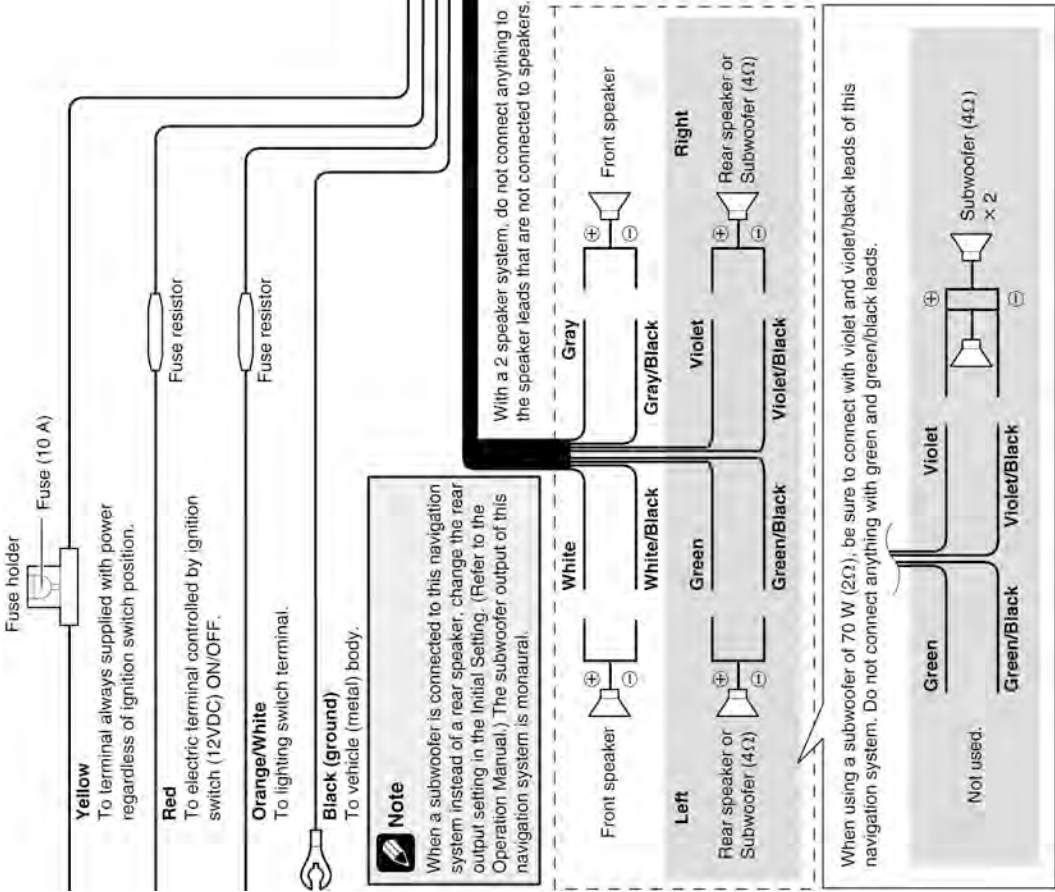 Fuse holder
Fuse (10 A)
Yellow
To terminal always supplied with power
regardless of ignition switch position.
Red
To electric terminal controlled by ignition
switch (12VDC) ON/OFF.
Fuse resistor
Orange/White
To lighting switch terminal.
Fuse resistor
Black (ground)
To vehicle (metal) body.
Note
When a subwoofer is connected to this navigation
system instead of a rear speaker, change the rear
output setting in the Initial Setting. (Refer to the
Operation Manual.) The subwoofer output of this
navigation system is monaural.
With a 2 speaker system, do not connect anything to
the speaker leads that are not connected to speakers.
Front speaker
⊕
⊖
White
White/Black
Gray
Gray/Black
⊕
⊖
Front speaker
Left
Rear speaker or
Subwoofer (4Ω)
⊕
⊖
Green
Green/Black
Violet
Violet/Black
⊕
⊖
Right
Rear speaker or
Subwoofer (4Ω)
When using a subwoofer of 70 W (2Ω), be sure to connect with violet and violet/black leads of this
navigation system. Do not connect anything with green and green/black leads.
Not used.
Green
Green/Black
Violet
Violet/Black
⊕
⊖
Subwoofer (4Ω)
× 2